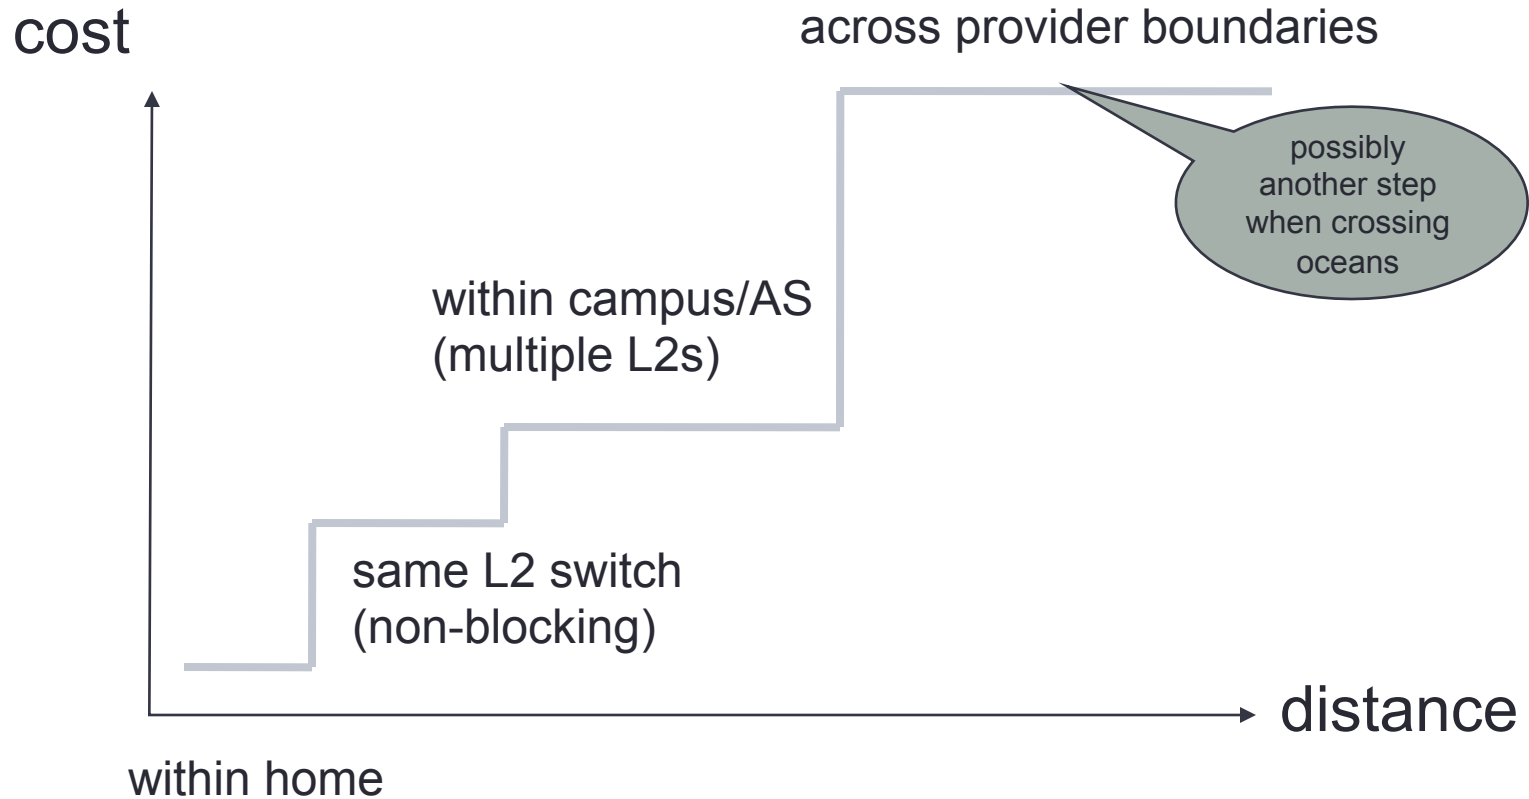 cost
across provider boundaries
possibly
another step
when crossing
oceans
within campus/AS
(multiple L2s)
same L2 switch
(non-blocking)
distance
within home